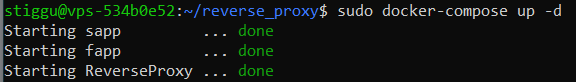 stiggu@vps-534b0e52:~/reverse_proxy$ sudo docker-compose up -d
Starting sapp         ... done
Starting fapp         ... done
Starting ReverseProxy ... done